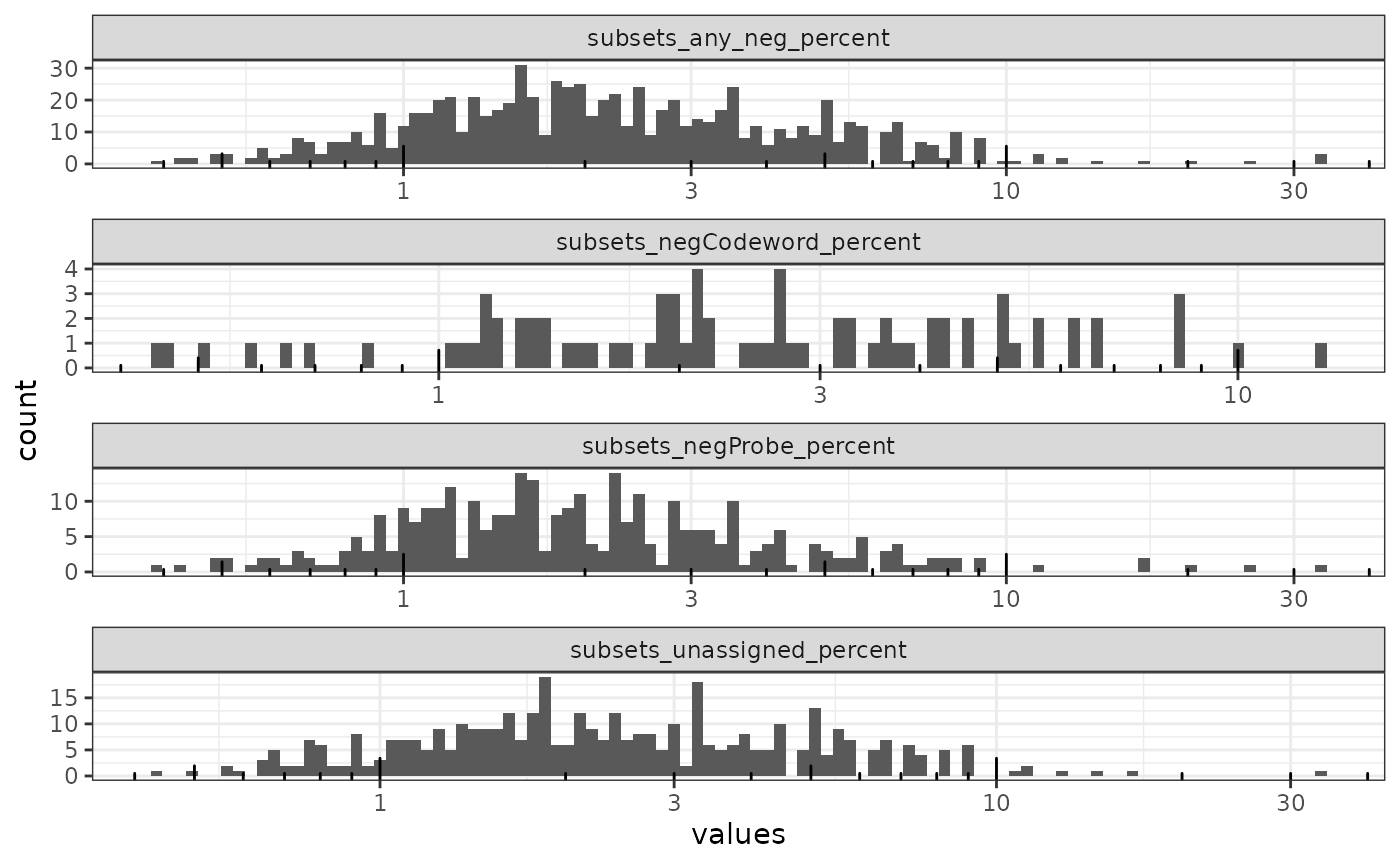 subsets_any_neg_percent
30
20
10
0
1 3 10 30
subsets_negCodeword_percent
4
3
2
1
0
1 3 10
count
subsets_negProbe_percent
10
5
0
1 3 10 30
subsets_unassigned_percent
15
10
5
0
1 3 10 30
values